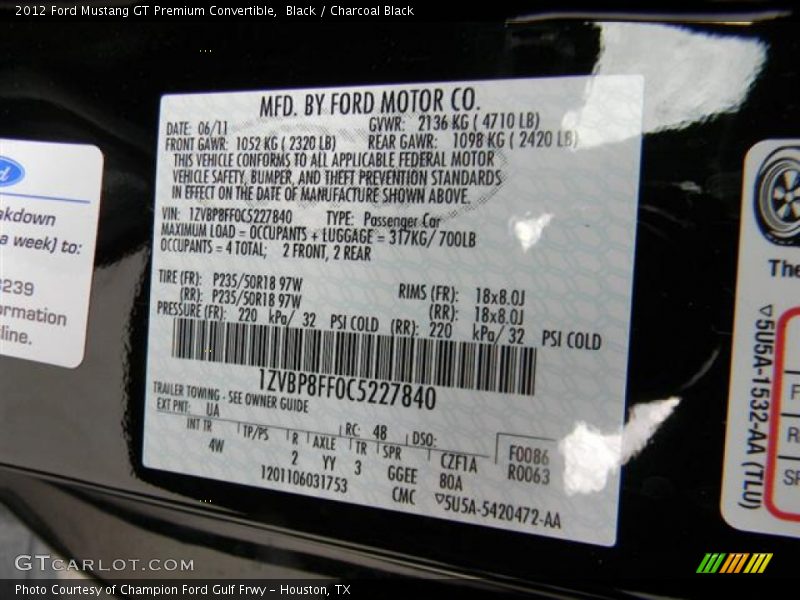 2012 Ford Mustang GT Premium Convertible,  Black / Charcoal Black
MFD. BY FORD MOTOR CO.
DATE: 06/11 GVWR: 2136 KG ( 4710 LB)
FRONT GAWR: 1052 KG ( 2320 LB) REAR GAWR: 1098 KG ( 2420 LB)
THIS VEHICLE CONFORMS TO ALL APPLICABLE FEDERAL MOTOR
VEHICLE SAFETY, BUMPER, AND THEFT PREVENTION STANDARDS
IN EFFECT ON THE DATE OF MANUFACTURE SHOWN ABOVE.
VIN: 1ZVBP8FF0C5227840 TYPE: Passenger Car
MAXIMUM LOAD = OCCUPANTS + LUGGAGE = 317KG/ 700LB
OCCUPANTS = 4 TOTAL; 2 FRONT, 2 REAR
TIRE (FR): P235/50R18 97W RIMS (FR): 18x8.0J
(RR): P235/50R18 97W (RR): 18x8.0J
PRESSURE (FR): 220 kPa/ 32 PSI COLD (RR): 220 kPa/ 32 PSI COLD
1ZVBP8FF0C5227840
TRAILER TOWING - SEE OWNER GUIDE
EXT PNT: UA RC: 48 DSO:
INT TR TP/PS R AXLE TR SPR CZF1A F0086
4W 2 YY 3 GGEE 80A R0063
1201106031753 CMC ▽5U5A-5420472-AA
akdown
a week) to:
239
ormation
line.
The
▽5U5A-1532-AA (TLU)
F
R
SP
GTCARLOT.COM
Photo Courtesy of Champion Ford Gulf Frwy – Houston, TX